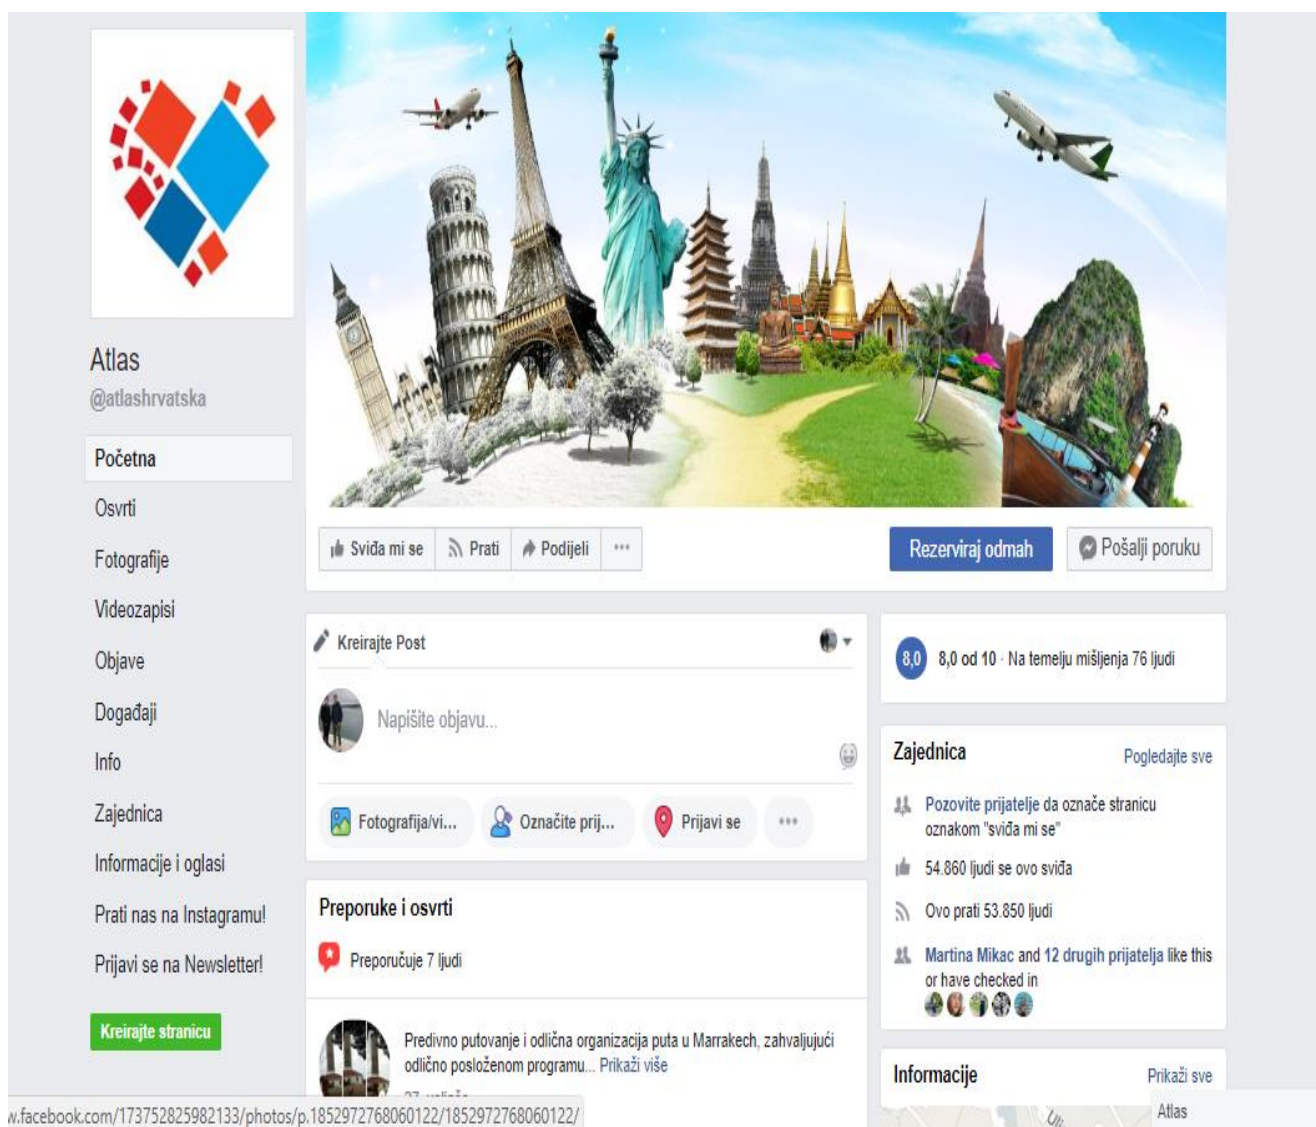 Atlas
@atlashrvatska
Početna
Osvrti
Fotografije
Videozapisi
Objave
Događaji
Info
Zajednica
Informacije i oglasi
Prati nas na Instagramu!
Prijavi se na Newsletter!
Kreirajte stranicu
Sviđa mi se
Prati
Podijeli
Rezerviraj odmah
Pošalji poruku
Kreirajte Post
Napišite objavu...
Fotografija/vi...
Označite prij...
Prijavi se
Preporuke i osvrti
Preporučuje 7 ljudi
Predivno putovanje i odlična organizacija puta u Marrakech, zahvaljujući
odlično posloženom programu... Prikaži više
8,0
8,0 od 10 · Na temelju mišljenja 76 ljudi
Zajednica
Pogledajte sve
Pozovite prijatelje da označe stranicu
oznakom "sviđa mi se"
54.860 ljudi se ovo sviđa
Ovo prati 53.850 ljudi
Martina Mikac and 12 drugih prijatelja like this
or have checked in
Informacije
Prikaži sve
Atlas
w.facebook.com/173752825982133/photos/p.1852972768060122/1852972768060122/